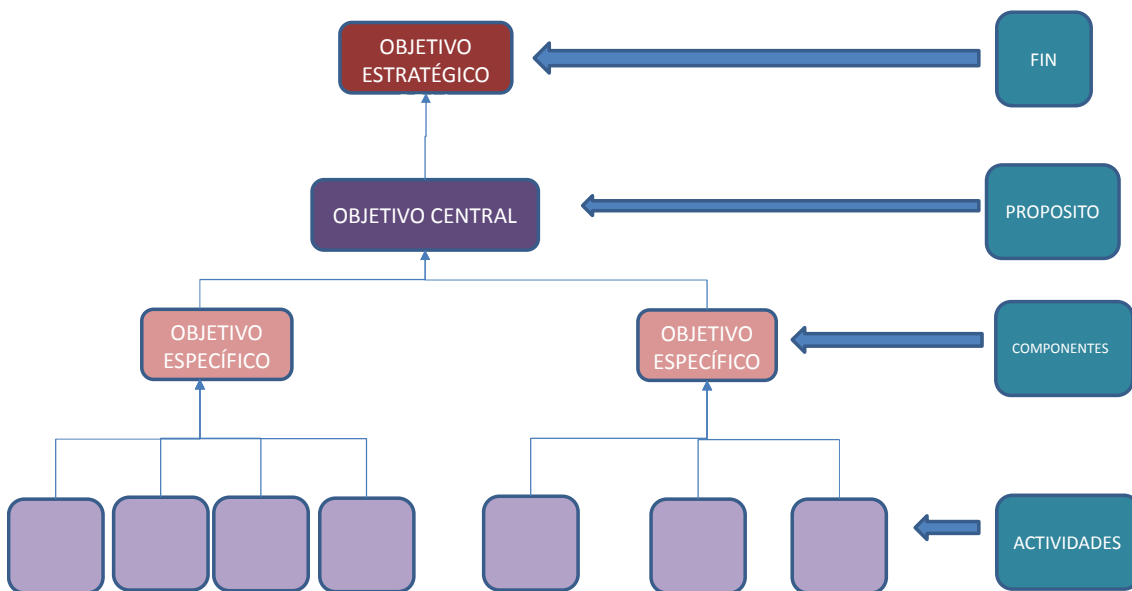 OBJETIVO
ESTRATÉGICO
FIN
OBJETIVO CENTRAL
PROPOSITO
OBJETIVO
ESPECÍFICO
OBJETIVO
ESPECÍFICO
COMPONENTES
ACTIVIDADES